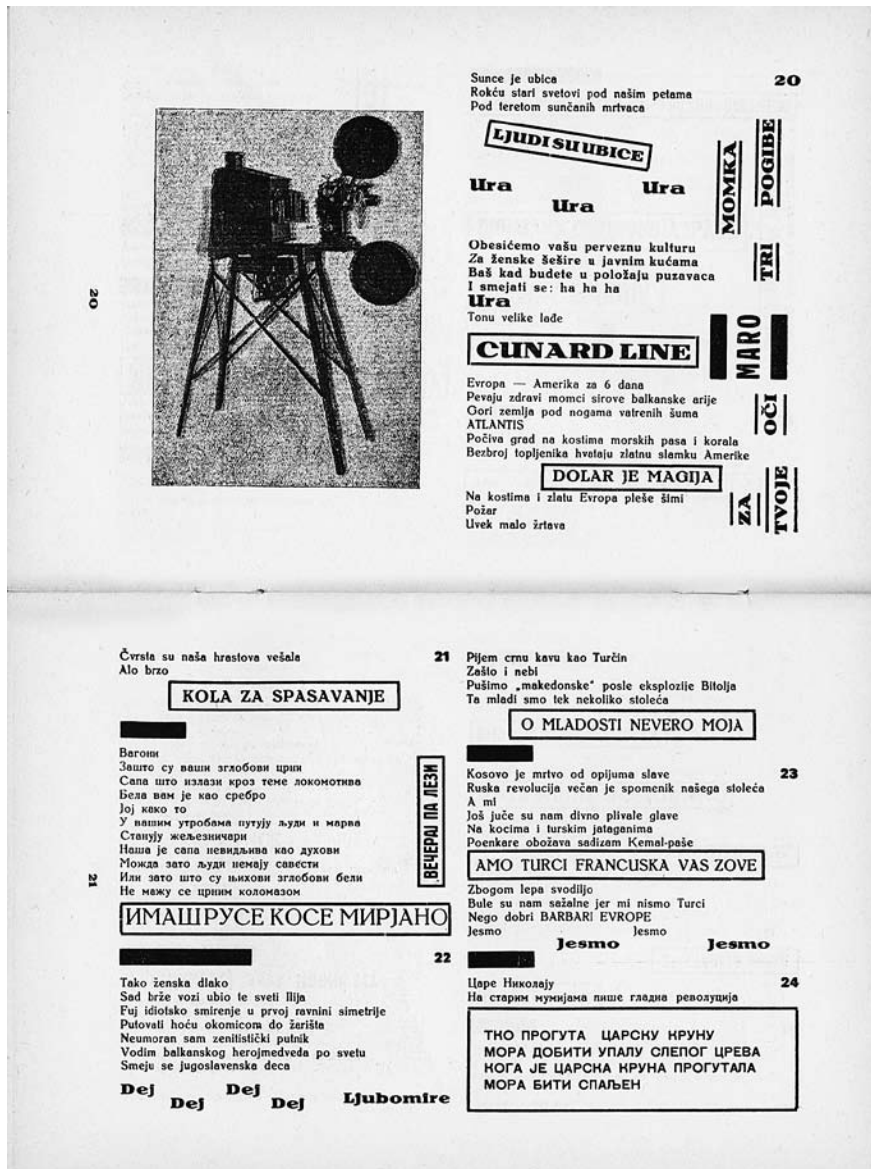 20
Sunce je ubica
20
Rokću stari svetovi pod našim petama
Pod teretom sunčanih mrtvaca
LJUDI SU UBICE
Ura
Ura
Ura
Obesićemo vašu perveznu kulturu
Za ženske šešire u javnim kućama
Baš kad budete u položaju puzavaca
I smejati se: ha ha ha
Ura
Tonu velike lađe
CUNARD LINE
Evropa — Amerika za 6 dana
Pevaju zdravi momci sirove balkanske arije
Gori zemlja pod nogama vatrenih šuma
ATLANTIS
Počiva grad na kostima morskih pasa i korala
Bezbroj topljenika hvataju zlatnu slamku Amerike
DOLAR JE MAGIJA
Na kostima i zlatu Evropa pleše šimi
Požar
Uvek malo žrtava
TRI
MOMKA
POGIBE
MARO
ZA
TVOJE
OČI
21
Čvrsta su naša hrastova vešala
21
Alo brzo
KOLA ZA SPASAVANJE
Вагони
Зашто су ваши зглобови црни
Сапа што излази кроз теме локомотива
Бела вам је као сребро
Јој како то
У вашим утробама путују људи и марва
Станују жељезничари
Наша је сапа невидљива као духови
Можда зато људи немају савести
Или зато што су њихови зглобови бели
Не мажу се црним коломазом
ВЕЧЕРАЈ ПА ЛЕЗИ
ИМАШ РУСЕ КОСЕ МИРЈАНО
22
Tako ženska dlako
Sad brže vozi ubio te sveti Ilija
Fuj idiotsko smirenje u prvoj ravnini simetrije
Putovati hoću okomicom do žarišta
Neumoran sam zenitistički putnik
Vodim balkanskog herojmedveda po svetu
Smeju se jugoslavenska deca
Dej
Dej
Dej
Dej
Ljubomire
Pijem crnu kavu kao Turčin
Zašto i nebi
Pušimo „makedonske“ posle eksplozije Bitolja
Ta mladi smo tek nekoliko stoleća
O MLADOSTI NEVERO MOJA
Kosovo je mrtvo od opijuma slave
23
Ruska revolucija večan je spomenik našega stoleća
A mi
Još juče su nam divno plivale glave
Na kocima i turskim jataganima
Poenkare obožava sadizam Kemal-paše
AMO TURCI FRANCUSKA VAS ZOVE
Zbogom lepa svodiljo
Bule su nam sažalne jer mi nismo Turci
Nego dobri BARBARI EVROPE
Jesmo
Jesmo
Jesmo
Jesmo
Царе Николају
24
На старим мумијама пише гладна револуција
ТКО ПРОГУТА ЦАРСКУ КРУНУ
МОРА ДОБИТИ УПАЛУ СЛЕПОГ ЦРЕВА
КОГА ЈЕ ЦАРСКА КРУНА ПРОГУТАЛА
МОРА БИТИ СПАЉЕН